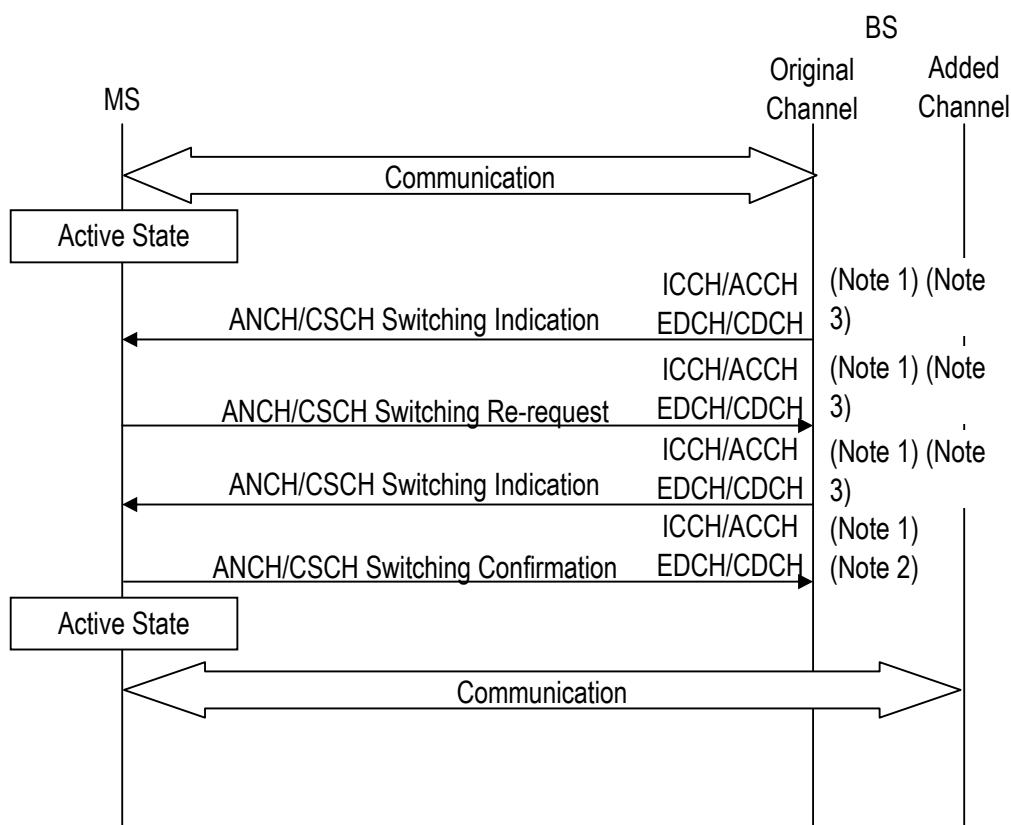 BS
MS
Original
Channel
Added
Channel
Communication
Active State
ICCH/ACCH
ANCH/CSCH Switching Indication
EDCH/CDCH
(Note 1) (Note
3)
ICCH/ACCH
ANCH/CSCH Switching Re-request
EDCH/CDCH
(Note 1) (Note
3)
ICCH/ACCH
ANCH/CSCH Switching Indication
EDCH/CDCH
(Note 1) (Note
3)
ICCH/ACCH
ANCH/CSCH Switching Confirmation
EDCH/CDCH
(Note 1)
(Note 2)
Active State
Communication